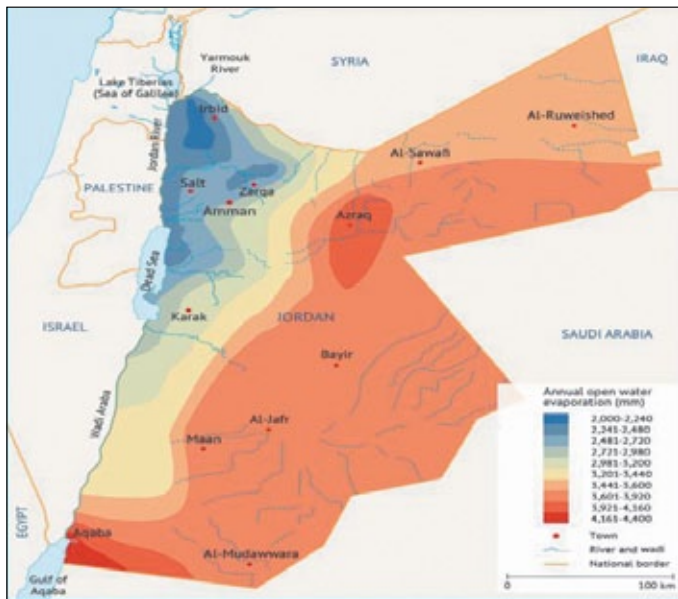 Yarmouk
River
SYRIA
IRAQ
Lake Tiberias
(Sea of Galilee)
Irbid
Al-Ruweished
Jordan River
Al-Sawafi
PALESTINE
Salt
Zarqa
Amman
Azraq
Dead Sea
Karak
ISRAEL
JORDAN
SAUDI ARABIA
Bayir
Wadi Araba
Al-Jafr
Maan
EGYPT
Aqaba
Al-Mudawwara
Gulf of
Aqaba
Annual open water
evaporation (mm)
2,000-2,240
2,241-2,480
2,481-2,720
2,721-2,980
2,981-3,200
3,201-3,440
3,441-3,600
3,601-3,920
3,921-4,160
4,161-4,400
Town
River and wadi
National border
0 100 km